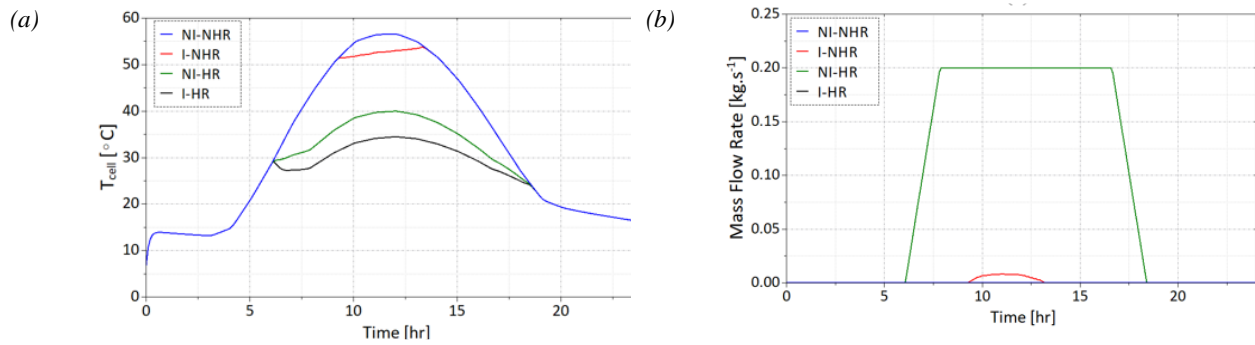 (a)
NI-NHR
I-NHR
NI-HR
I-HR
T_cell [°C]
60
50
40
30
20
10
0
0 5 10 15 20
Time [hr]
(b)
NI-NHR
I-NHR
NI-HR
I-HR
Mass Flow Rate [kg.s⁻¹]
0.25
0.20
0.15
0.10
0.05
0.00
0 5 10 15 20
Time [hr]